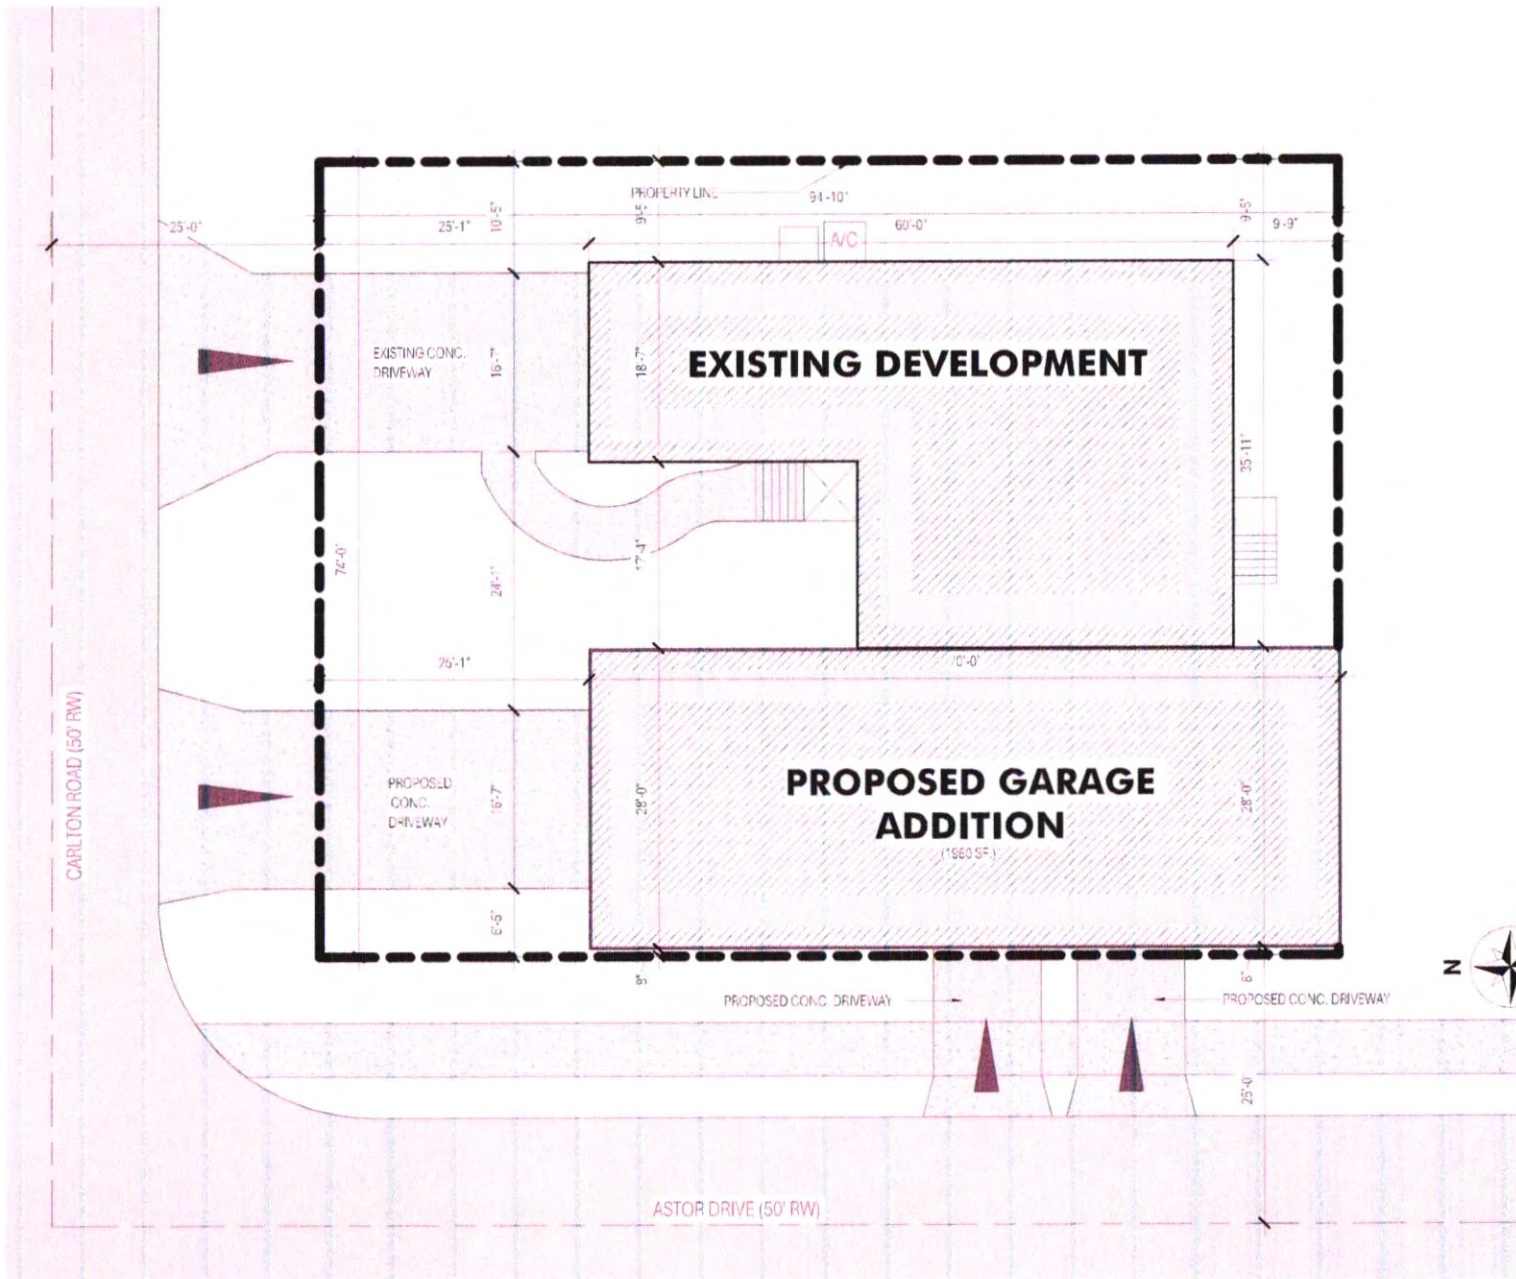 PROPERTY LINE
94'-10"
25'-0"
25'-1"
10'-5"
9'-5"
A/C
60'-0"
9'-5"
9'-9"
EXISTING CONC.
DRIVEWAY
16'-7"
18'-7"
EXISTING DEVELOPMENT
35'-11"
74'-0"
24'-1"
17'-4"
25'-1"
70'-0"
CARLTON ROAD (50' RW)
PROPOSED
CONC.
DRIVEWAY
16'-7"
28'-0"
PROPOSED GARAGE
ADDITION
(1960 SF.)
28'-0"
6'-5"
N
PROPOSED CONC. DRIVEWAY
PROPOSED CONC. DRIVEWAY
25'-0
ASTOR DRIVE (50' RW)